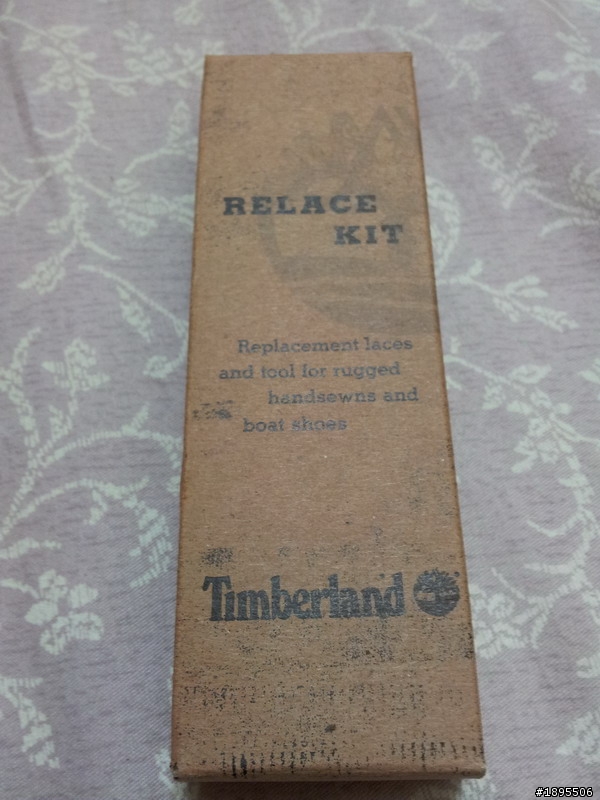 RELACE
KIT
Replacement laces
and tool for rugged
handsewns and
boat shoes
Timberland
#1895506